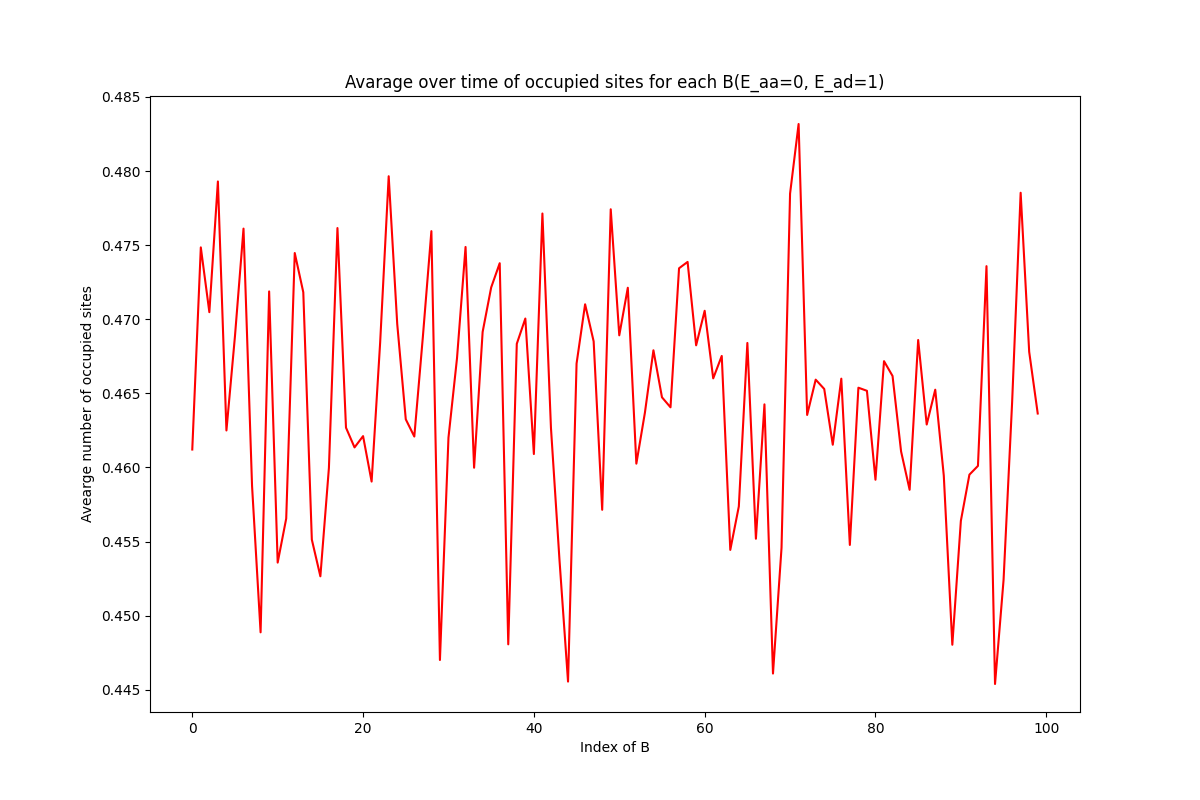 Avarage over time of occupied sites for each B(E_aa=0, E_ad=1)
0.485
0.480
0.475
0.470
0.465
0.460
0.455
0.450
0.445
Avearge number of occupied sites
0 20 40 60 80 100
Index of B